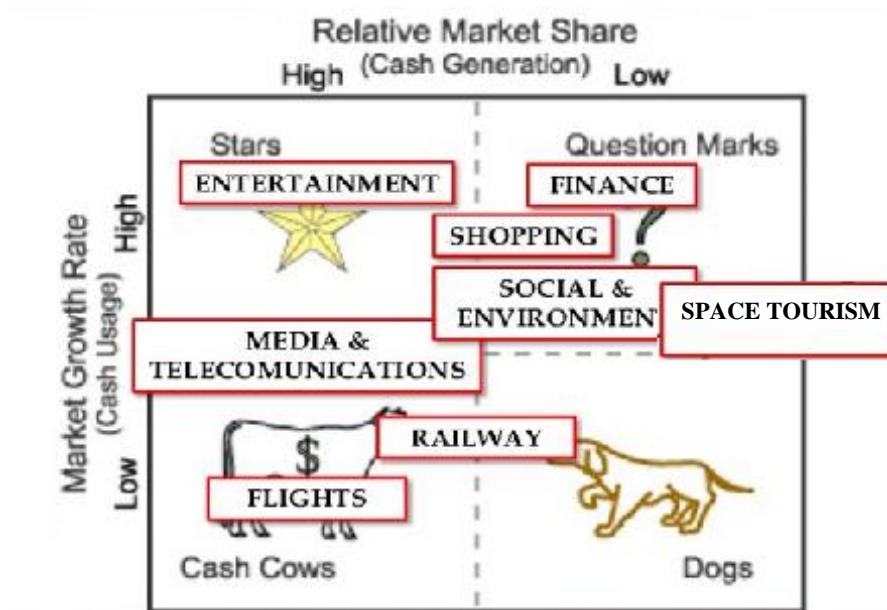 Relative Market Share
(Cash Generation)
High
Low
Stars
Question Marks
ENTERTAINMENT
FINANCE
SHOPPING
SOCIAL &
ENVIRONMEN
SPACE TOURISM
MEDIA &
TELECOMUNICATIONS
RAILWAY
$
FLIGHTS
Cash Cows
Dogs
Market Growth Rate
(Cash Usage)
High
Low
?